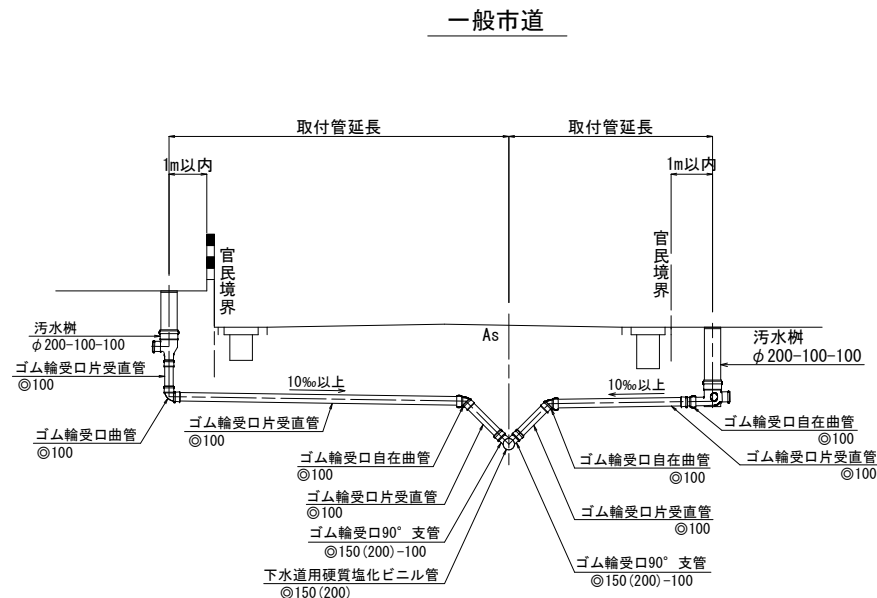 一般市道
取付管延長
取付管延長
1m以内
1m以内
官民境界
官民境界
As
汚水桝
φ200-100-100
汚水桝
φ200-100-100
ゴム輪受口片受直管
◎100
10‰以上
10‰以上
ゴム輪受口曲管
◎100
ゴム輪受口片受直管
◎100
ゴム輪受口自在曲管
◎100
ゴム輪受口自在曲管
◎100
ゴム輪受口自在曲管
◎100
ゴム輪受口片受直管
◎100
ゴム輪受口片受直管
◎100
ゴム輪受口片受直管
◎100
ゴム輪受口90°支管
◎150(200)-100
ゴム輪受口90°支管
◎150(200)-100
下水道用硬質塩化ビニル管
◎150(200)